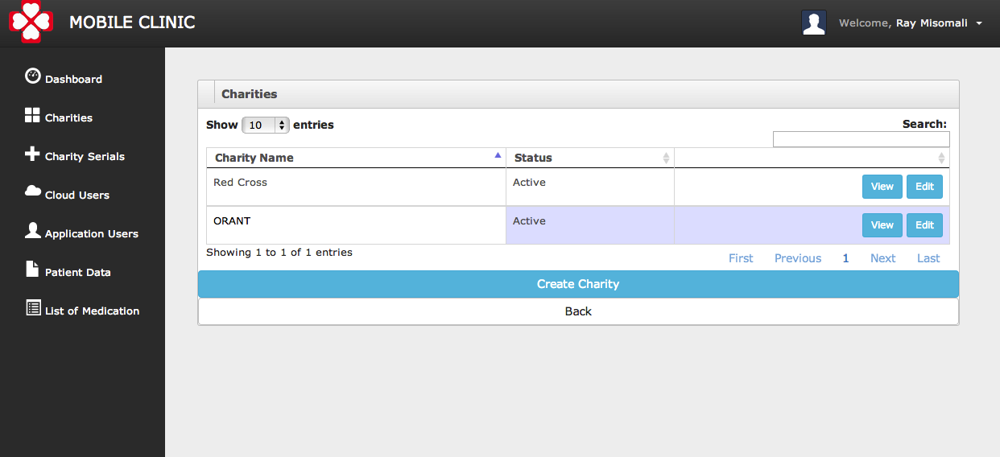 MOBILE CLINIC
Welcome, Ray Misomali
Dashboard
Charities
Charity Serials
Cloud Users
Application Users
Patient Data
List of Medication
Charities
Show 10 entries
Search:
Charity Name Status
Red Cross Active View Edit
ORANT Active View Edit
Showing 1 to 1 of 1 entries
First Previous 1 Next Last
Create Charity
Back